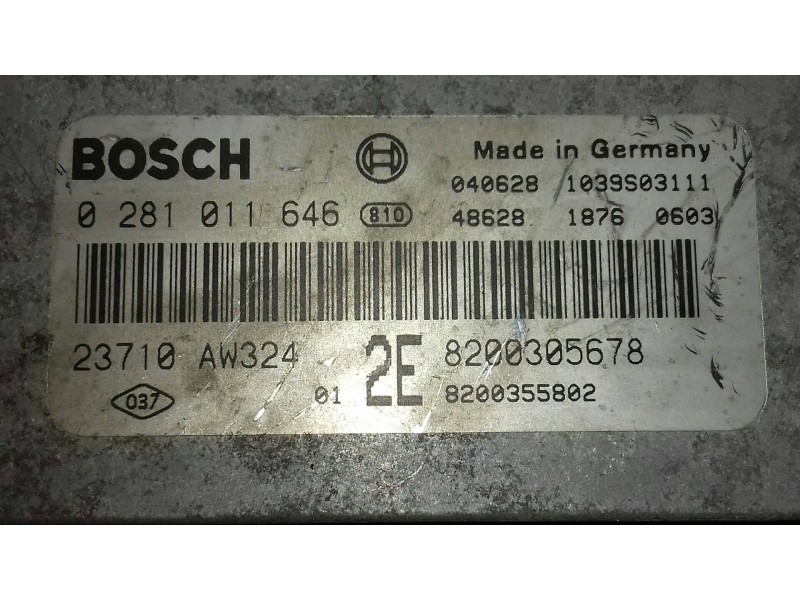 BOSCH Made in Germany
040628 1039S03111
0 281 011 646 810 48628 1876 0603
23710 AW324 2E 8200305678
037 01 8200355802